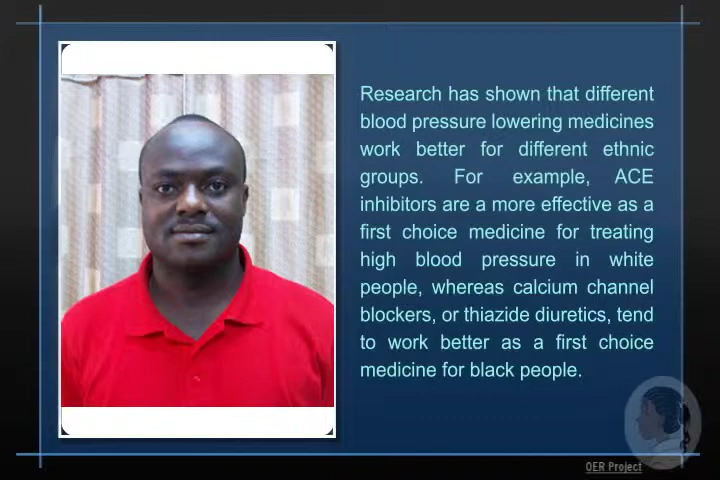 Research has shown that different
blood pressure lowering medicines
work better for different ethnic
groups. For example, ACE
inhibitors are a more effective as a
first choice medicine for treating
high blood pressure in white
people, whereas calcium channel
blockers, or thiazide diuretics, tend
to work better as a first choice
medicine for black people.
OER Project